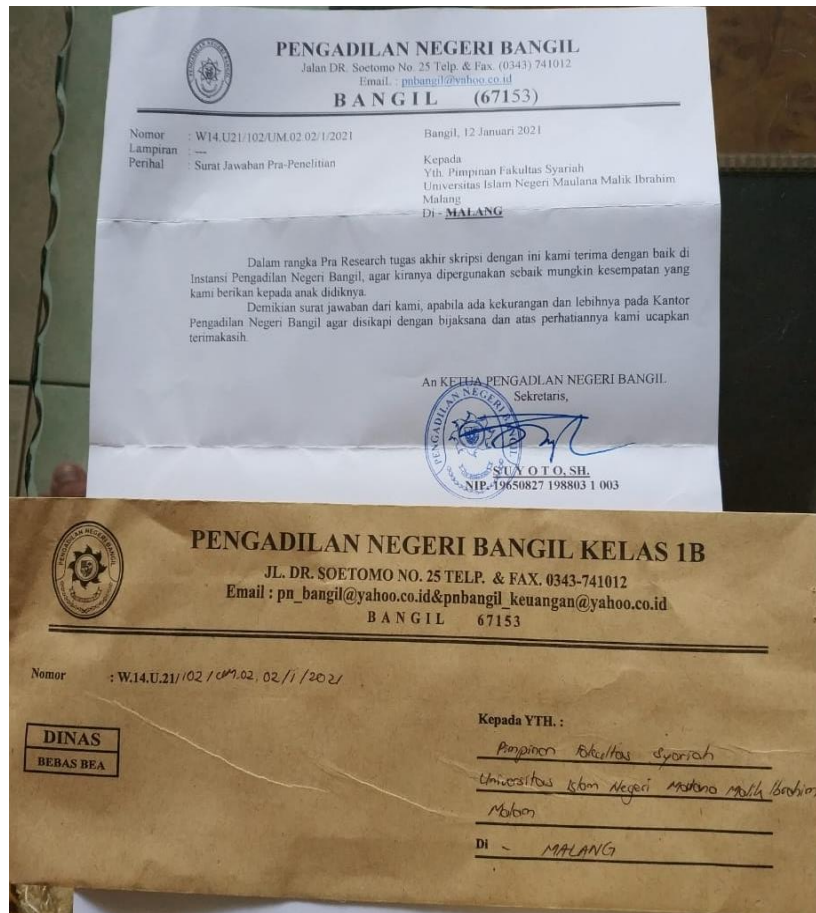 PENGADILAN NEGERI BANGIL
Jalan DR. Soetomo No. 25 Telp. & Fax. (0343) 741012
Email. : pnbangil@yahoo.co.id
BANGIL (67153)
Nomor : W14.U21/102/UM.02.02/1/2021
Bangil, 12 Januari 2021
Lampiran : ---
Perihal : Surat Jawaban Pra-Penelitian
Kepada
Yth. Pimpinan Fakultas Syariah
Universitas Islam Negeri Maulana Malik Ibrahim
Malang
Di - MALANG
Dalam rangka Pra Research tugas akhir skripsi dengan ini kami terima dengan baik di
Instansi Pengadilan Negeri Bangil, agar kiranya dipergunakan sebaik mungkin kesempatan yang
kami berikan kepada anak didiknya.
Demikian surat jawaban dari kami, apabila ada kekurangan dan lebihnya pada Kantor
Pengadilan Negeri Bangil agar disikapi dengan bijaksana dan atas perhatiannya kami ucapkan
terimakasih
An KETUA PENGADLAN NEGERI BANGIL
Sekretaris,
PENGADILAN NEGERI BANGIL
SUYOTO, SH.
NIP. 19650827 198803 1 003
PENGADILAN NEGERI BANGIL
PENGADILAN NEGERI BANGIL KELAS 1B
JL. DR. SOETOMO NO. 25 TELP. & FAX. 0343-741012
Email : pn_bangil@yahoo.co.id&pnbangil_keuangan@yahoo.co.id
BANGIL 67153
Nomor : W.14.U.21/102/UM.02.02/1/2021
DINAS
BEBAS BEA
Kepada YTH. :
Pimpinan Fakultas Syariah
Universitas Islam Negeri Maulana Malik Ibrahim
Malam
Di - MALANG